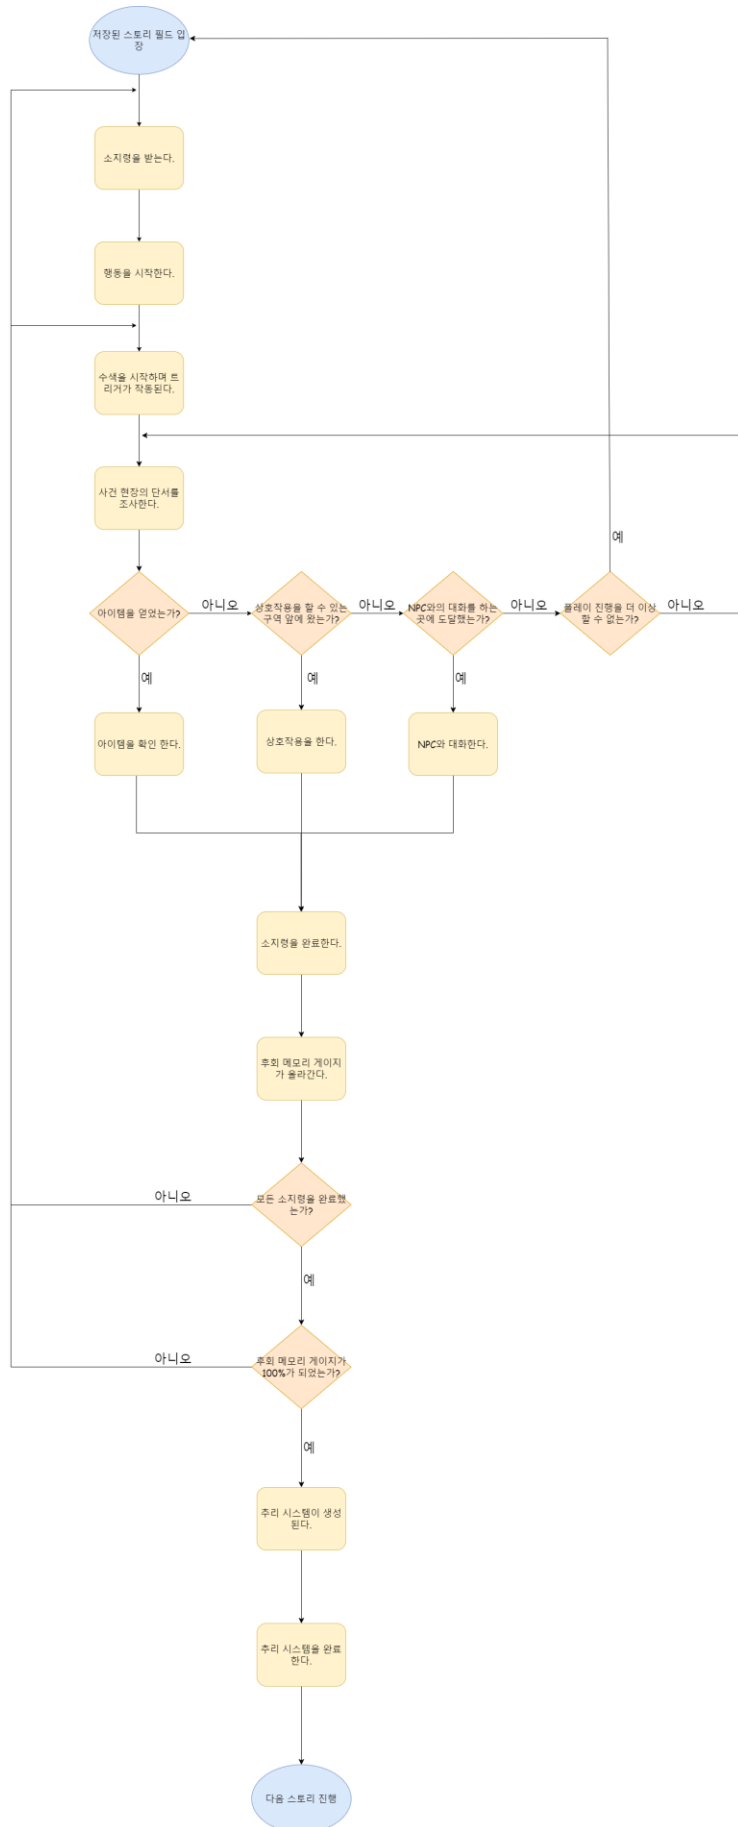 저장된 스토리 필드 입
장
소지령을 받는다.
행동을 시작한다.
수색을 시작하며 트
리거가 작동된다.
사건 현장의 단서를
조사한다.
예
아이템을 얻었는가?
아니오
상호작용을 할 수 있는
구역 앞에 왔는가?
아니오
NPC와의 대화를 하는
곳에 도달했는가?
아니오
플레이 진행을 더 이상
할 수 없는가?
아니오
예
예
예
아이템을 확인 한다.
상호작용을 한다.
NPC와 대화한다.
소지령을 완료한다.
후회 메모리 게이지
가 올라간다.
아니오
모든 소지령을 완료했
는가?
예
아니오
후회 메모리 게이지가
100%가 되었는가?
예
추리 시스템이 생성
된다.
추리 시스템을 완료
한다.
다음 스토리 진행